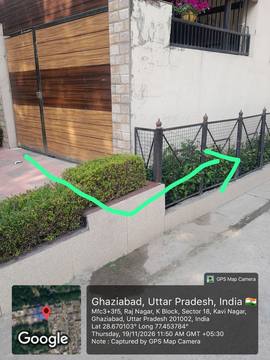 GPS Map Camera
Ghaziabad, Uttar Pradesh, India 🇮🇳
Mfc3+3f5, Raj Nagar, K Block, Sector 18, Kavi Nagar,
Ghaziabad, Uttar Pradesh 201002, India
Lat 28.670103° Long 77.453784°
Thursday, 19/11/2026 11:50 AM GMT +05:30
Note : Captured by GPS Map Camera
Google